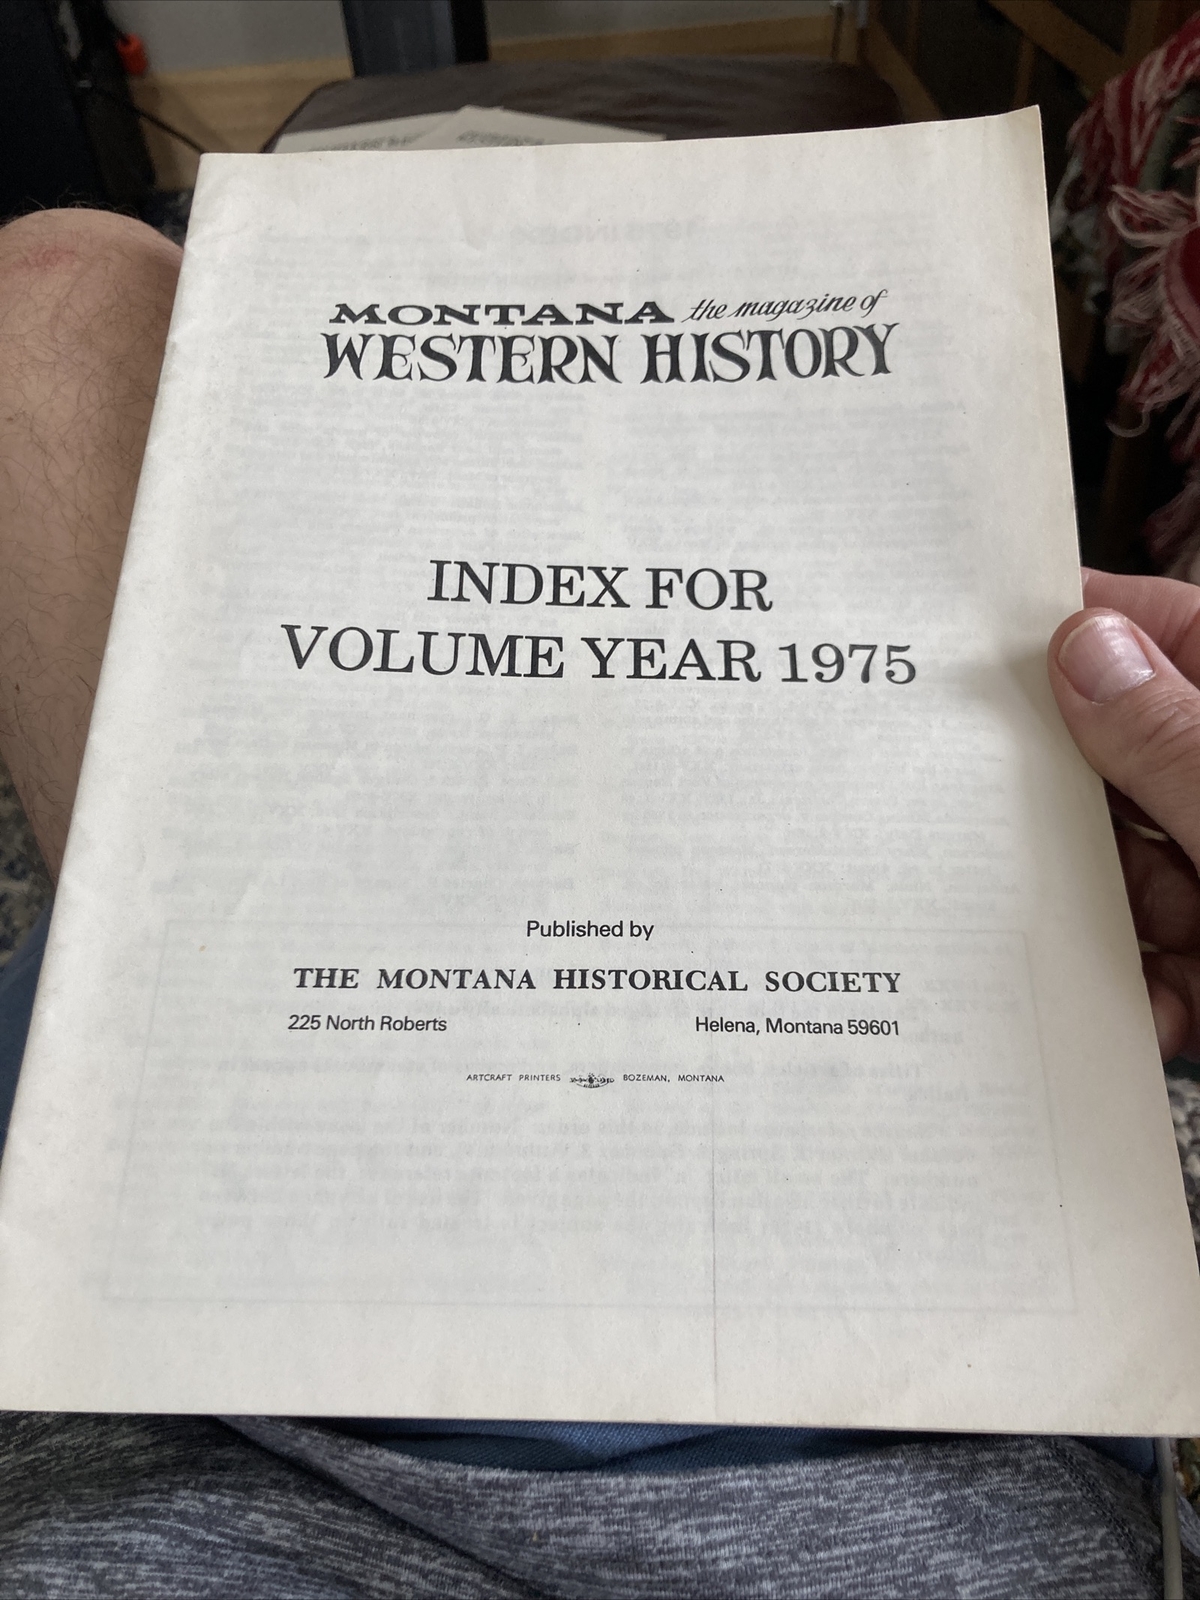 MONTANA the magazine of
WESTERN HISTORY
INDEX FOR
VOLUME YEAR 1975
Published by
THE MONTANA HISTORICAL SOCIETY
225 North Roberts Helena, Montana 59601
ARTCRAFT PRINTERS BOZEMAN, MONTANA